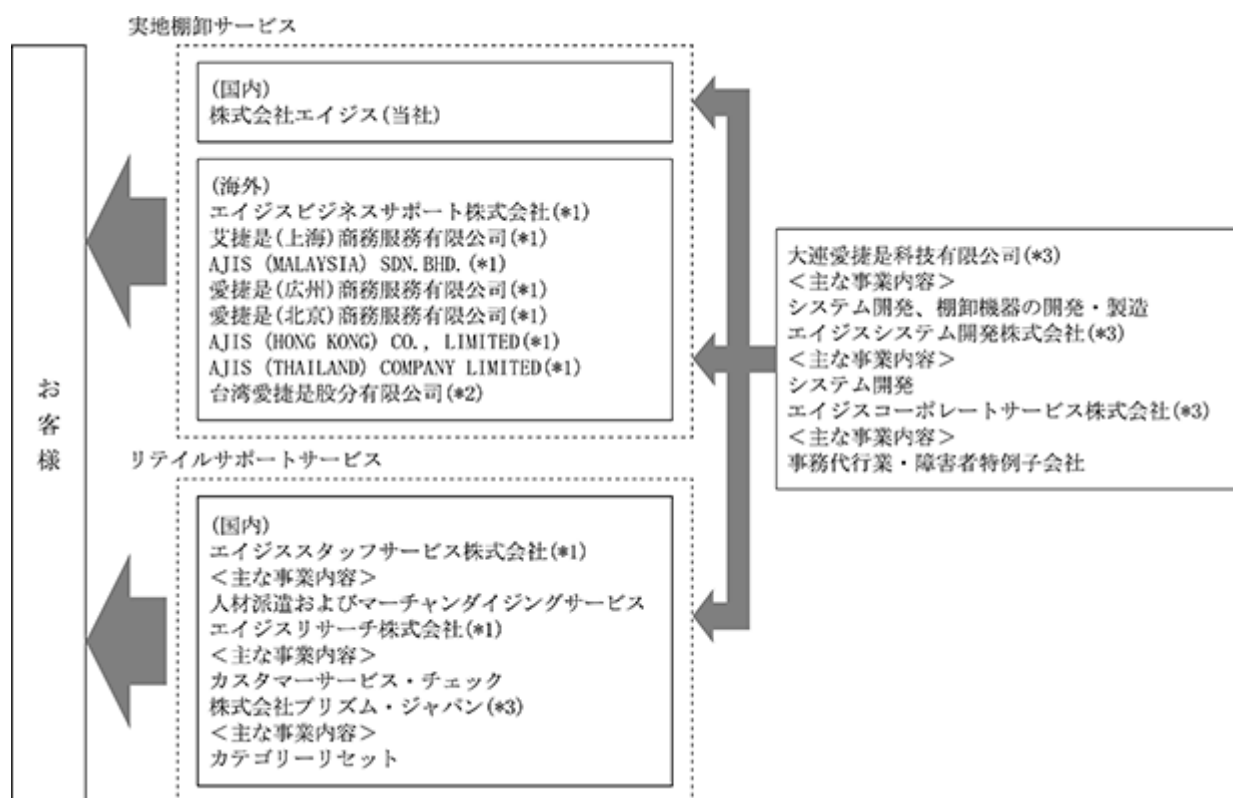 実地棚卸サービス
(国内)
株式会社エイジス(当社)
(海外)
エイジスビジネスサポート株式会社(*1)
艾捷是(上海)商務服務有限公司(*1)
AJIS (MALAYSIA) SDN.BHD.(*1)
愛捷是(広州)商務服務有限公司(*1)
愛捷是(北京)商務服務有限公司(*1)
AJIS (HONG KONG) CO., LIMITED(*1)
AJIS (THAILAND) COMPANY LIMITED(*1)
台湾愛捷是股分有限公司(*2)
お客様
リテイルサポートサービス
(国内)
エイジススタッフサービス株式会社(*1)
＜主な事業内容＞
人材派遣およびマーチャンダイジングサービス
エイジスリサーチ株式会社(*1)
＜主な事業内容＞
カスタマーサービス・チェック
株式会社プリズム・ジャパン(*3)
＜主な事業内容＞
カテゴリーリセット
大連愛捷是科技有限公司(*3)
＜主な事業内容＞
システム開発、棚卸機器の開発・製造
エイジスシステム開発株式会社(*3)
＜主な事業内容＞
システム開発
エイジスコーポレートサービス株式会社(*3)
＜主な事業内容＞
事務代行業・障害者特例子会社